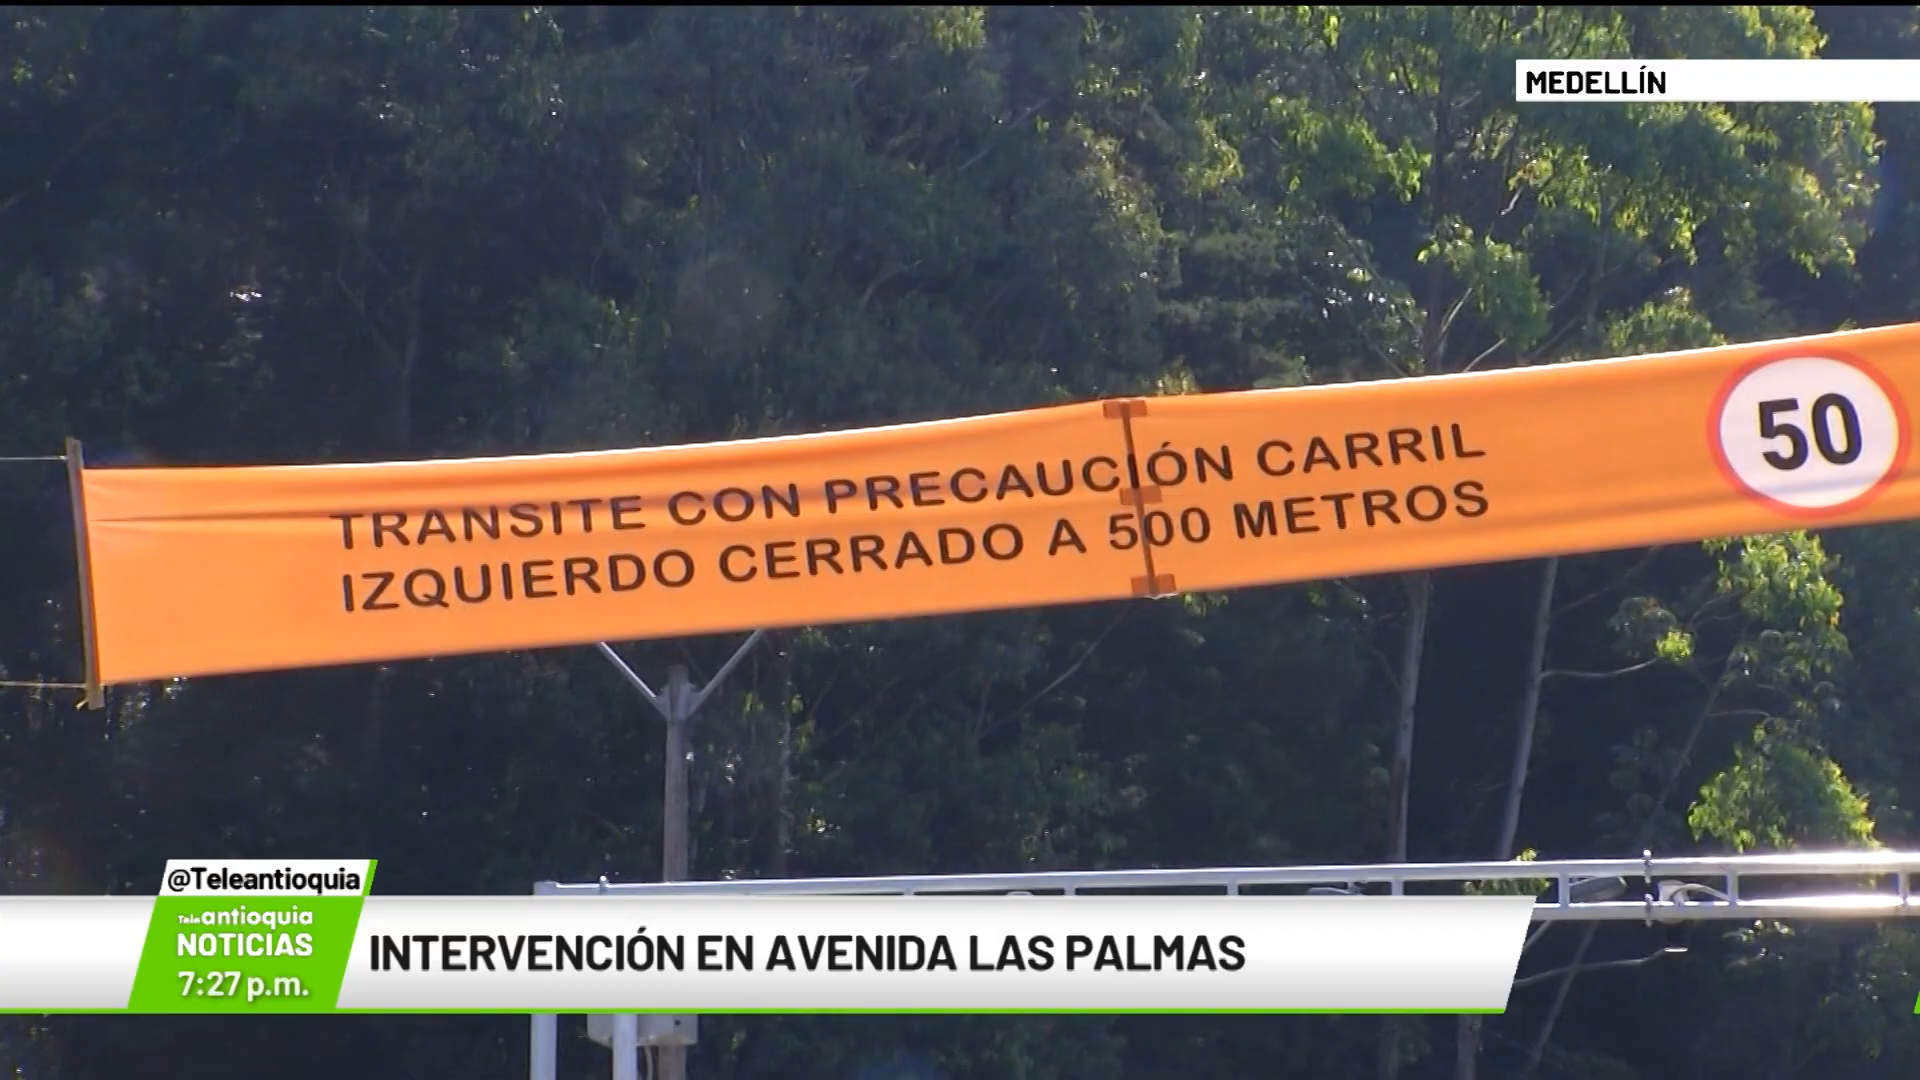 MEDELLÍN
50
TRANSITE CON PRECAUCIÓN CARRIL
IZQUIERDO CERRADO A 500 METROS
@Teleantioquia
Teleantioquia
NOTICIAS
7:27 p.m.
INTERVENCIÓN EN AVENIDA LAS PALMAS